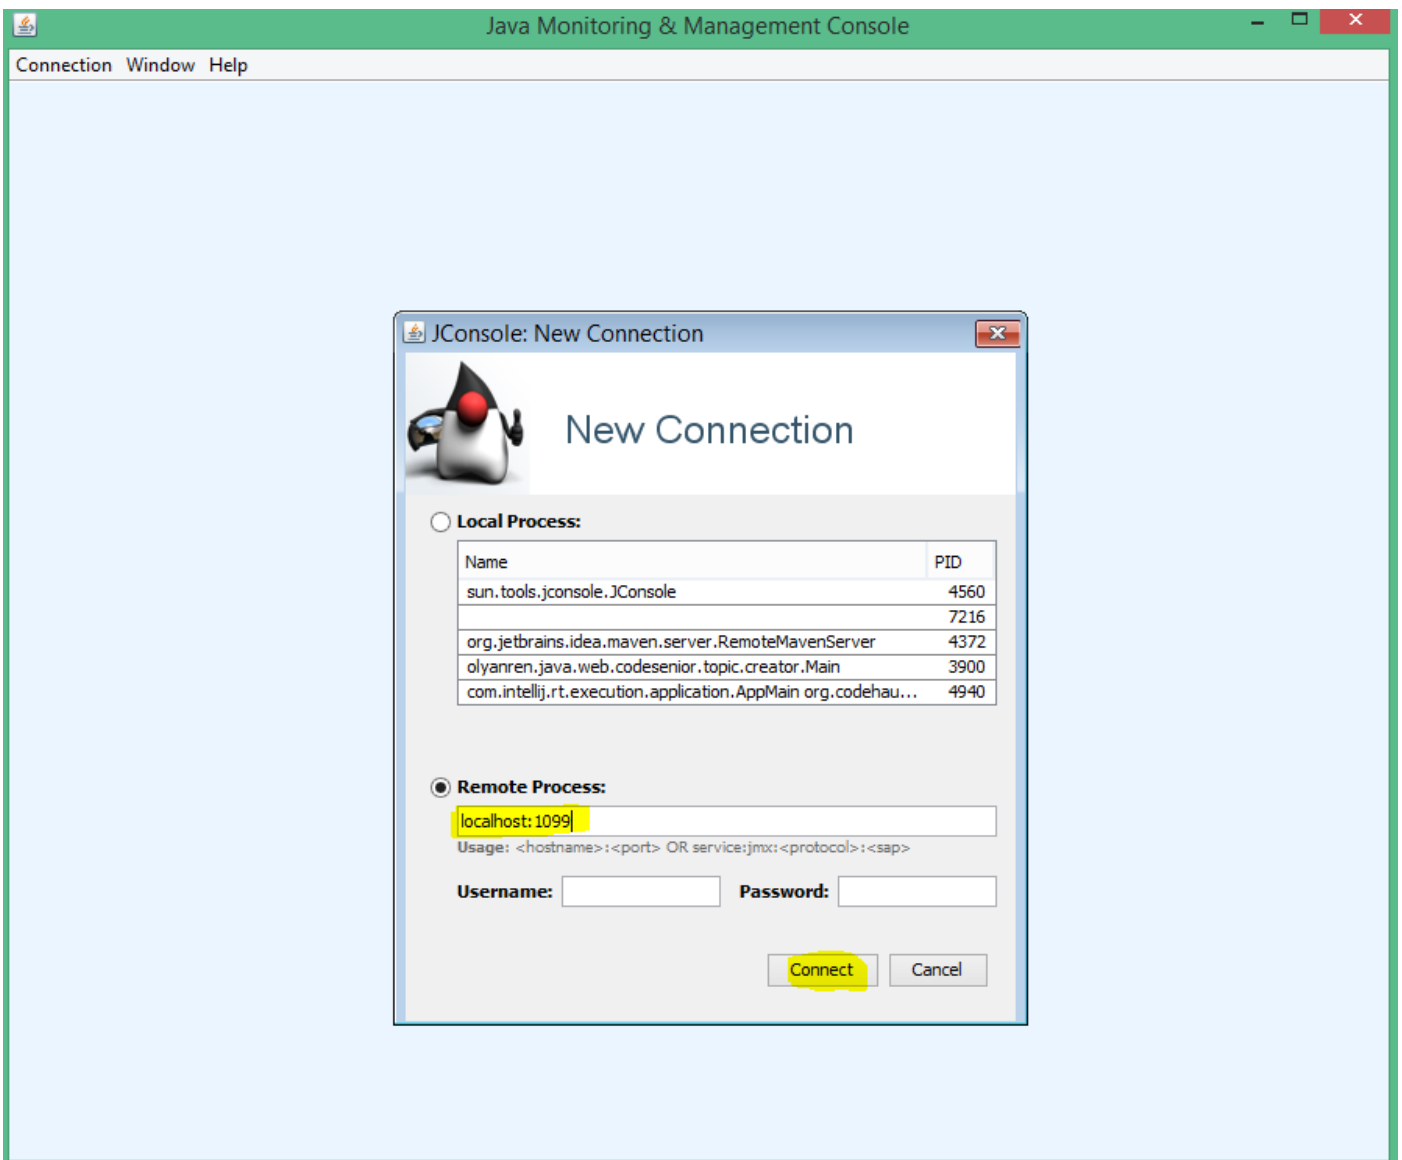 Java Monitoring & Management Console
Connection Window Help
JConsole: New Connection
New Connection
Local Process:
Name PID
sun.tools.jconsole.JConsole 4560
7216
org.jetbrains.idea.maven.server.RemoteMavenServer 4372
olyanren.java.web.codesenior.topic.creator.Main 3900
com.intellij.rt.execution.application.AppMain org.codehau... 4940
Remote Process:
localhost:1099
Usage: <hostname>:<port> OR service:jmx:<protocol>:<sap>
Username: Password:
Connect Cancel